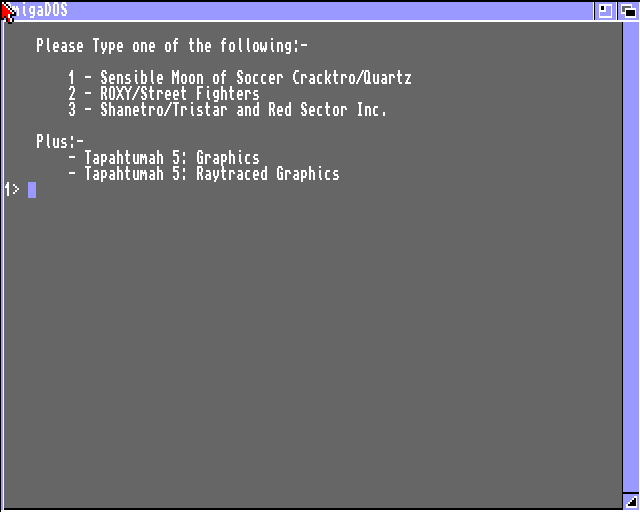 AmigaDOS
Please Type one of the following:-
1 - Sensible Moon of Soccer Cracktro/Quartz
2 - ROXY/Street Fighters
3 - Shanetro/Tristar and Red Sector Inc.
Plus:-
- Tapahtumah 5: Graphics
- Tapahtumah 5: Raytraced Graphics
1>